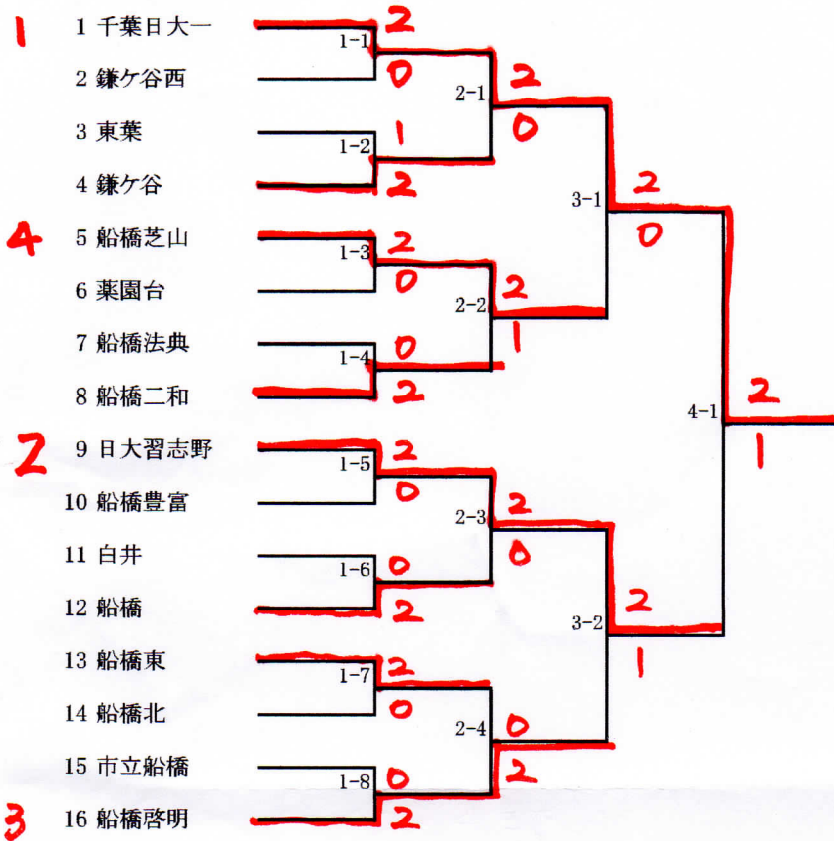 1 1 千葉日大一 2
1-1
2 鎌ケ谷西 0 2-1 2
3 東葉 1 0
1-2
4 鎌ケ谷 2 3-1 2
4 5 船橋芝山 2 0
1-3
6 薬園台 0 2-2 2
7 船橋法典 0 1
1-4
8 船橋二和 2 4-1 2
2 9 日大習志野 2 1
1-5
10 船橋豊富 0 2-3 2
11 白井 0 0
1-6
12 船橋 2 3-2 2
13 船橋東 2 1
1-7
14 船橋北 0 2-4 0
15 市立船橋 0 2
1-8
3 16 船橋啓明 2